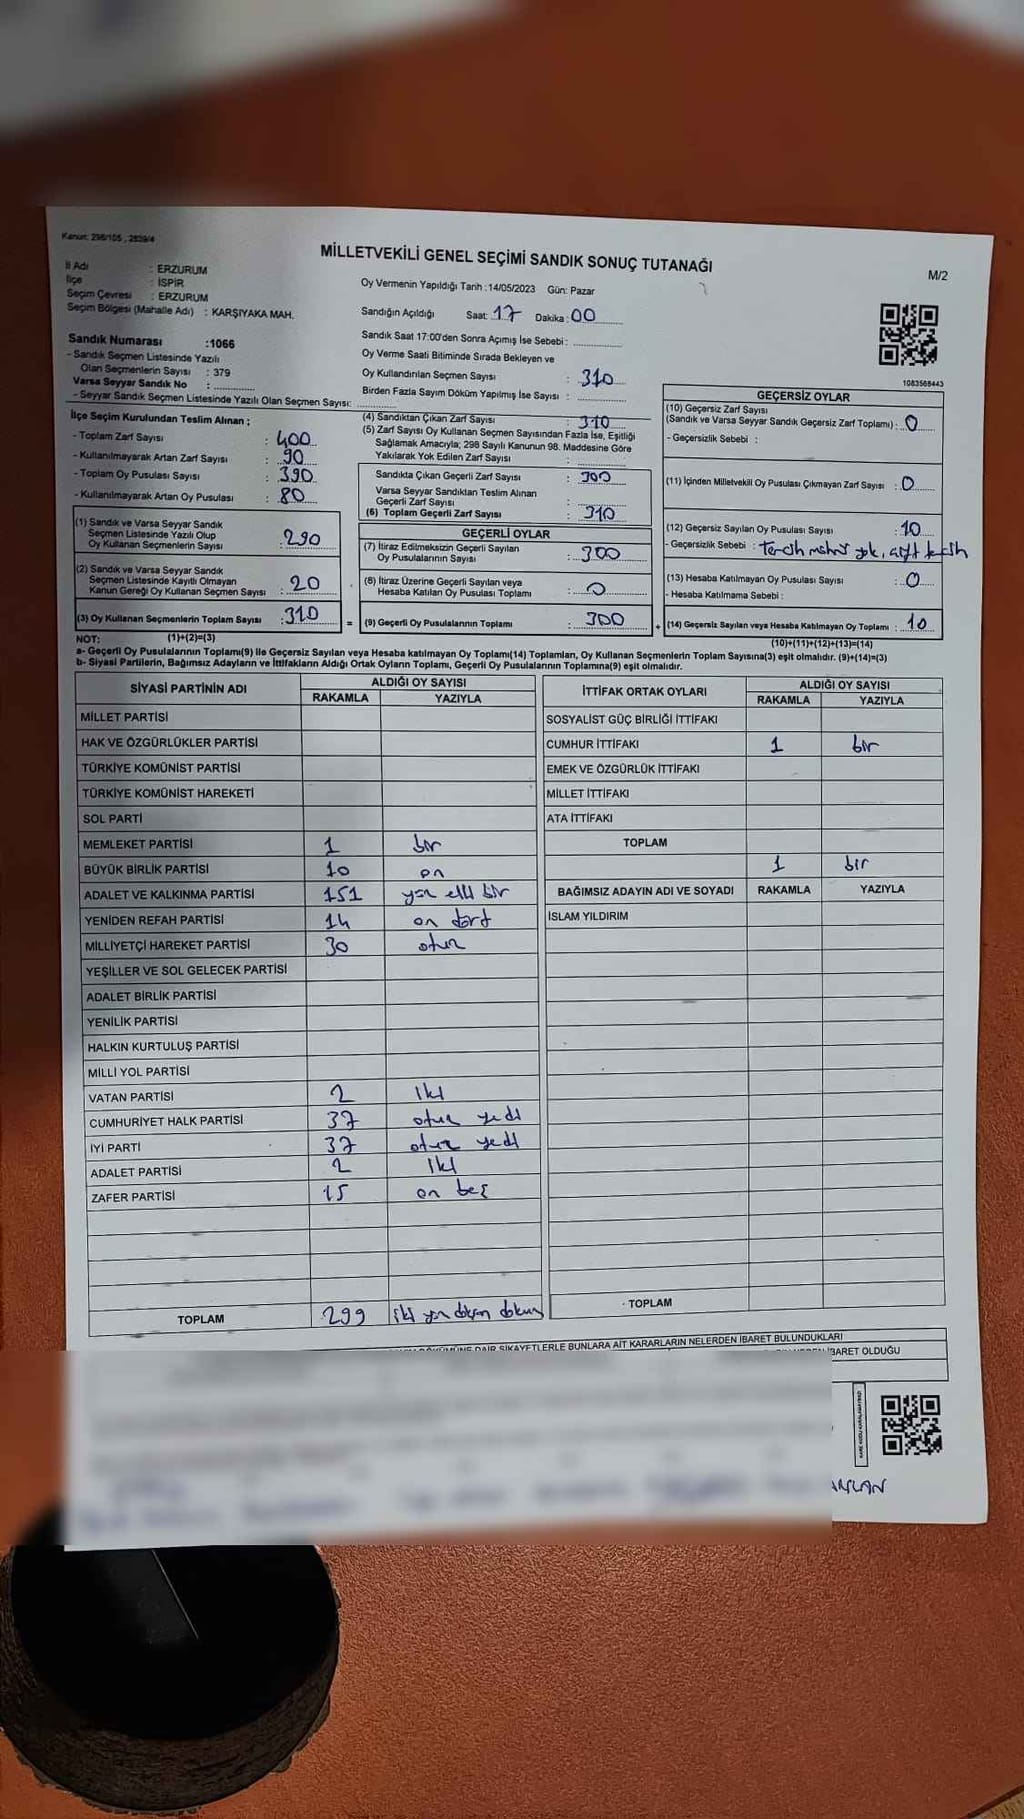 Kanun: 298/105 , 2839/4
MİLLETVEKİLİ GENEL SEÇİMİ SANDIK SONUÇ TUTANAĞI
M/2
İl Adı : ERZURUM
İlçe : İSPİR
Seçim Çevresi : ERZURUM
Seçim Bölgesi (Mahalle Adı) : KARŞIYAKA MAH.
Sandık Numarası :1066
- Sandık Seçmen Listesinde Yazılı
Olan Seçmenlerin Sayısı : 379
Varsa Seyyar Sandık No :
- Seyyar Sandık Seçmen Listesinde Yazılı Olan Seçmen Sayısı:
Oy Vermenin Yapıldığı Tarih :14/05/2023 Gün: Pazar
Sandığın Açıldığı Saat: 17 Dakika: 00
Sandık Saat 17:00'den Sonra Açımış İse Sebebi :
Oy Verme Saati Bitiminde Sırada Bekleyen ve
Oy Kullandırılan Seçmen Sayısı : 310
Birden Fazla Sayım Döküm Yapılmış İse Sayısı :
1083568443
İlçe Seçim Kurulundan Teslim Alınan ;
- Toplam Zarf Sayısı : 400
- Kullanılmayarak Artan Zarf Sayısı : 90
- Toplam Oy Pusulası Sayısı : 390
- Kullanılmayarak Artan Oy Pusulası : 80
(1) Sandık ve Varsa Seyyar Sandık
Seçmen Listesinde Yazılı Olup
Oy Kullanan Seçmenlerin Sayısı : 290
(2) Sandık ve Varsa Seyyar Sandık
Seçmen Listesinde Kayıtlı Olmayan
Kanun Gereği Oy Kullanan Seçmen Sayısı : 20
(3) Oy Kullanan Seçmenlerin Toplam Sayısı : 310 =
(4) Sandıktan Çıkan Zarf Sayısı : 310
(5) Zarf Sayısı Oy Kullanan Seçmen Sayısından Fazla İse, Eşitliği
Sağlamak Amacıyla; 298 Sayılı Kanunun 98. Maddesine Göre
Yakılarak Yok Edilen Zarf Sayısı :
Sandıkta Çıkan Geçerli Zarf Sayısı : 300
Varsa Seyyar Sandıktan Teslim Alınan
Geçerli Zarf Sayısı :
(6) Toplam Geçerli Zarf Sayısı : 310
GEÇERLİ OYLAR
(7) İtiraz Edilmeksizin Geçerli Sayılan
Oy Pusulalarının Sayısı : 300
(8) İtiraz Üzerine Geçerli Sayılan veya
Hesaba Katılan Oy Pusulası Toplamı : 0
(9) Geçerli Oy Pusulalarının Toplamı : 300 +
GEÇERSİZ OYLAR
(10) Geçersiz Zarf Sayısı
(Sandık ve Varsa Seyyar Sandık Geçersiz Zarf Toplamı) : 0
- Geçersizlik Sebebi :
(11) İçinden Milletvekil Oy Pusulası Çıkmayan Zarf Sayısı : 0
(12) Geçersiz Sayılan Oy Pusulası Sayısı : 10
- Geçersizlik Sebebi : Tercih mührü yok,
(13) Hesaba Katılmayan Oy Pusulası Sayısı : 0
- Hesaba Katılmama Sebebi :
(14) Geçersiz Sayılan veya Hesaba Katılmayan Oy Toplamı : 10
NOT: (1)+(2)=(3)
(10)+(11)+(12)+(13)=(14)
a- Geçerli Oy Pusulalarının Toplamı(9) ile Geçersiz Sayılan veya Hesaba katılmayan Oy Toplamı(14) Toplamları, Oy Kullanan Seçmenlerin Toplam Sayısına(3) eşit olmalıdır. (9)+(14)=(3)
b- Siyasi Partilerin, Bağımsız Adayların ve İttifakların Aldığı Ortak Oyların Toplamı, Geçerli Oy Pusulalarının Toplamına(9) eşit olmalıdır.
SİYASİ PARTİNİN ADI ALDIĞI OY SAYISI
RAKAMLA YAZIYLA
MİLLET PARTİSİ
HAK VE ÖZGÜRLÜKLER PARTİSİ
TÜRKİYE KOMÜNİST PARTİSİ
TÜRKİYE KOMÜNİST HAREKETİ
SOL PARTİ
MEMLEKET PARTİSİ 1 bir
BÜYÜK BİRLİK PARTİSİ 10 on
ADALET VE KALKINMA PARTİSİ 151 yüz elli bir
YENİDEN REFAH PARTİSİ 14 on dört
MİLLİYETÇİ HAREKET PARTİSİ 30 otuz
YEŞİLLER VE SOL GELECEK PARTİSİ
ADALET BİRLİK PARTİSİ
YENİLİK PARTİSİ
HALKIN KURTULUŞ PARTİSİ
MİLLİ YOL PARTİSİ
VATAN PARTİSİ 2 iki
CUMHURİYET HALK PARTİSİ 37 otuz yedi
İYİ PARTİ 37 otuz yedi
ADALET PARTİSİ 2 iki
ZAFER PARTİSİ 15 on beş
TOPLAM 299 iki yüz doksan dokuz
İTTİFAK ORTAK OYLARI ALDIĞI OY SAYISI
RAKAMLA YAZIYLA
SOSYALİST GÜÇ BİRLİĞİ İTTİFAKI
CUMHUR İTTİFAKI 1 bir
EMEK VE ÖZGÜRLÜK İTTİFAKI
MİLLET İTTİFAKI
ATA İTTİFAKI
TOPLAM
1 bir
BAĞIMSIZ ADAYIN ADI VE SOYADI RAKAMLA YAZIYLA
İSLAM YILDIRIM
TOPLAM
DAİR ŞİKAYETLERLE BUNLARA AİT KARARLARIN NELERDEN İBARET BULUNDUKLARI
İBARET OLDUĞU